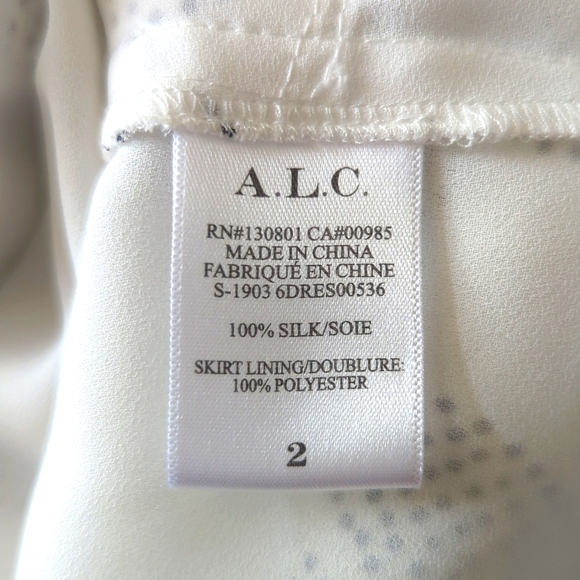 A.L.C.
RN#130801 CA#00985
MADE IN CHINA
FABRIQUÉ EN CHINE
S-1903 6DRES00536
100% SILK/SOIE
SKIRT LINING/DOUBLURE:
100% POLYESTER
2